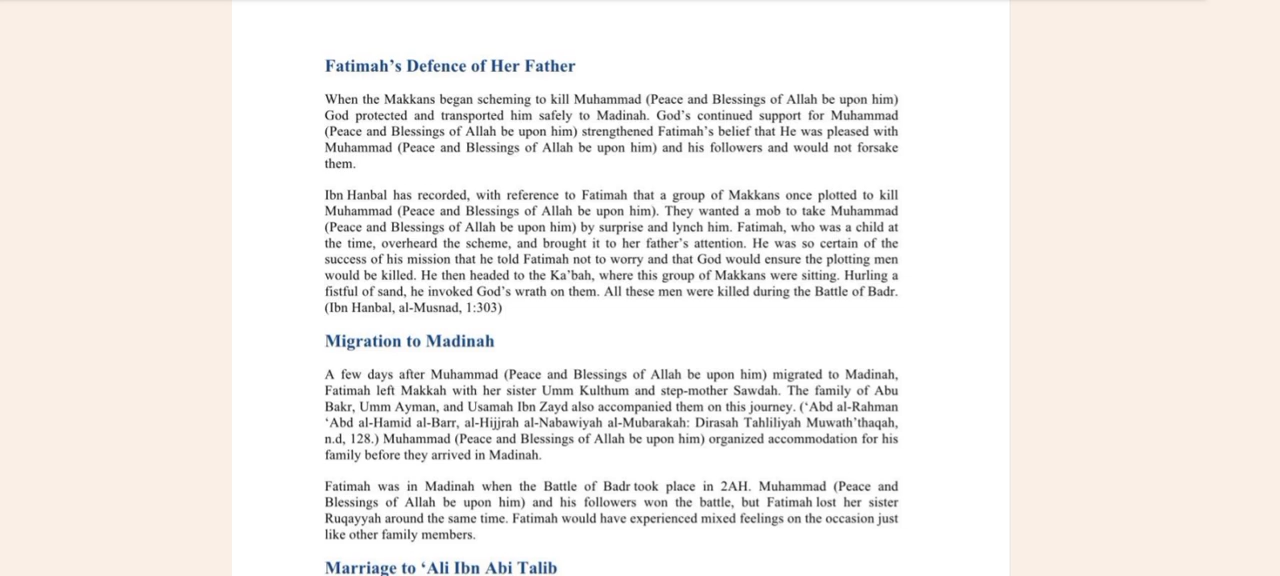 Fatimah’s Defence of Her Father
When the Makkans began scheming to kill Muhammad (Peace and Blessings of Allah be upon him)
God protected and transported him safely to Madinah. God’s continued support for Muhammad
(Peace and Blessings of Allah be upon him) strengthened Fatimah’s belief that He was pleased with
Muhammad (Peace and Blessings of Allah be upon him) and his followers and would not forsake
them.
Ibn Hanbal has recorded, with reference to Fatimah that a group of Makkans once plotted to kill
Muhammad (Peace and Blessings of Allah be upon him). They wanted a mob to take Muhammad
(Peace and Blessings of Allah be upon him) by surprise and lynch him. Fatimah, who was a child at
the time, overheard the scheme, and brought it to her father’s attention. He was so certain of the
success of his mission that he told Fatimah not to worry and that God would ensure the plotting men
would be killed. He then headed to the Ka’bah, where this group of Makkans were sitting. Hurling a
fistful of sand, he invoked God’s wrath on them. All these men were killed during the Battle of Badr.
(Ibn Hanbal, al-Musnad, 1:303)
Migration to Madinah
A few days after Muhammad (Peace and Blessings of Allah be upon him) migrated to Madinah,
Fatimah left Makkah with her sister Umm Kulthum and step-mother Sawdah. The family of Abu
Bakr, Umm Ayman, and Usamah Ibn Zayd also accompanied them on this journey. (‘Abd al-Rahman
‘Abd al-Hamid al-Barr, al-Hijjrah al-Nabawiyah al-Mubarakah: Dirasah Tahliliyah Muwath’thaqah,
n.d, 128.) Muhammad (Peace and Blessings of Allah be upon him) organized accommodation for his
family before they arrived in Madinah.
Fatimah was in Madinah when the Battle of Badr took place in 2AH. Muhammad (Peace and
Blessings of Allah be upon him) and his followers won the battle, but Fatimah lost her sister
Ruqayyah around the same time. Fatimah would have experienced mixed feelings on the occasion just
like other family members.
Marriage to ‘Ali Ibn Abi Talib